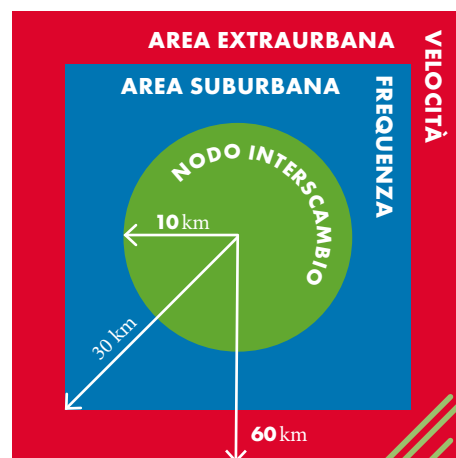 AREA EXTRAURBANA
VELOCITÀ
AREA SUBURBANA
FREQUENZA
NODO INTERSCAMBIO
10 km
30 km
60 km